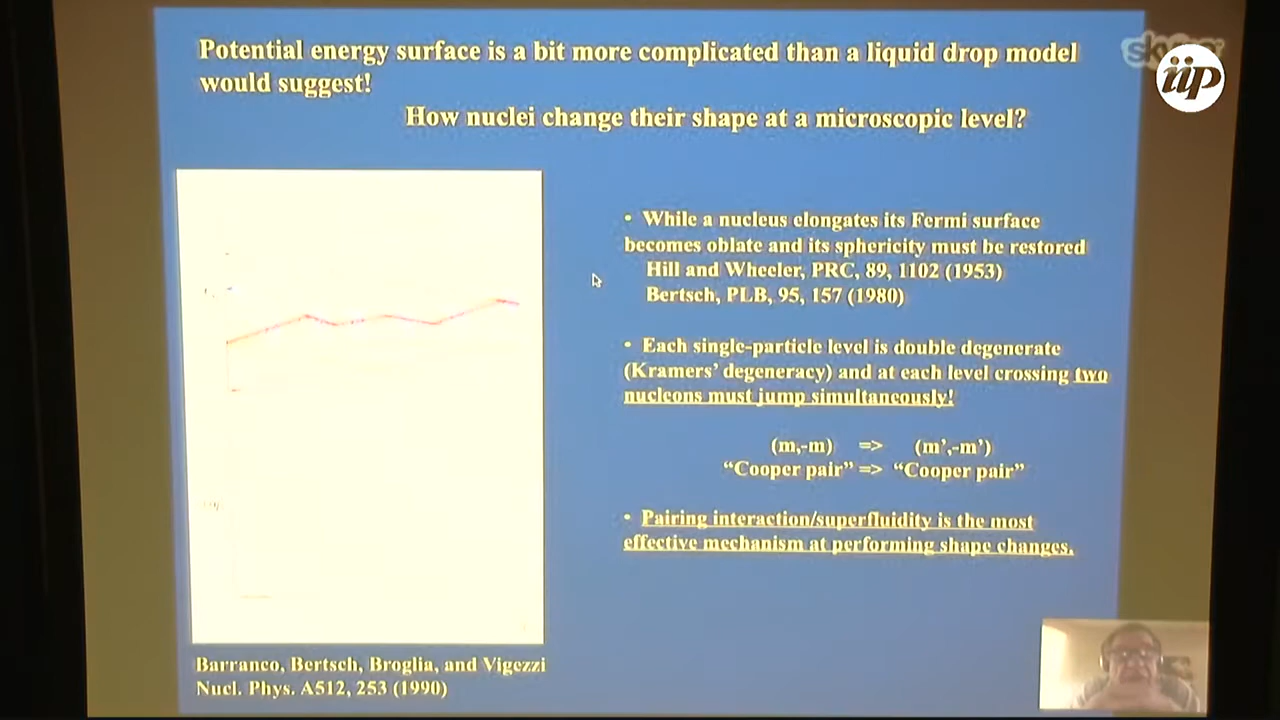 Potential energy surface is a bit more complicated than a liquid drop model
would suggest!
How nuclei change their shape at a microscopic level?
iip
• While a nucleus elongates its Fermi surface
becomes oblate and its sphericity must be restored
Hill and Wheeler, PRC, 89, 1102 (1953)
Bertsch, PLB, 95, 157 (1980)
• Each single-particle level is double degenerate
(Kramers’ degeneracy) and at each level crossing two
nucleons must jump simultaneously!
(m,-m) => (m’,-m’)
“Cooper pair” => “Cooper pair”
• Pairing interaction/superfluidity is the most
effective mechanism at performing shape changes.
Barranco, Bertsch, Broglia, and Vigezzi
Nucl. Phys. A512, 253 (1990)